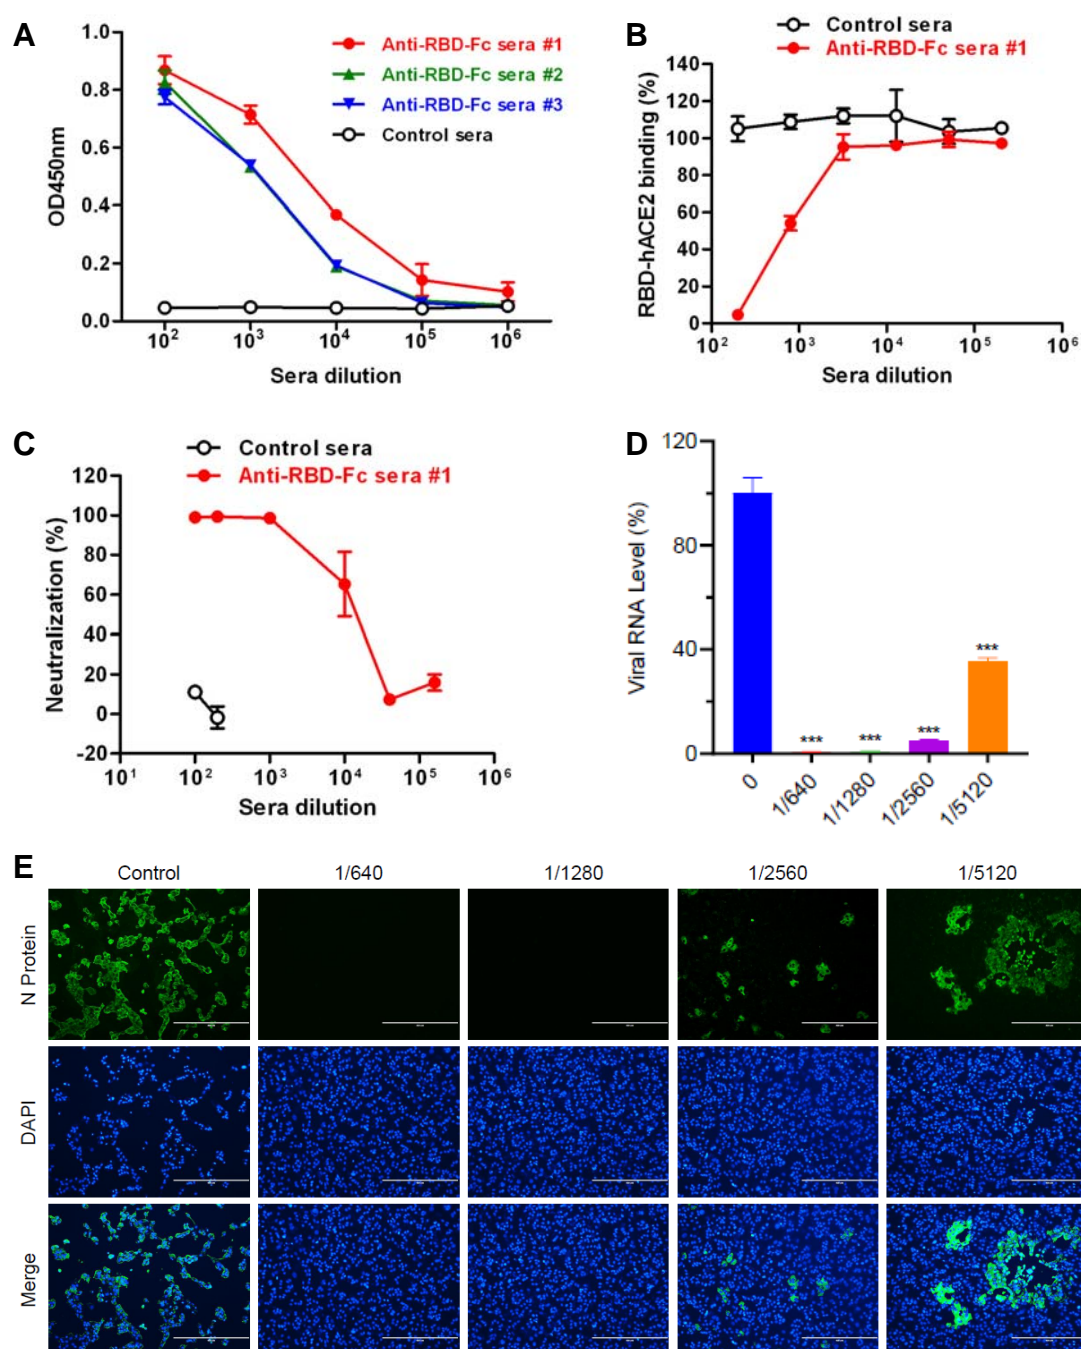 A
1.0
0.8
0.6
0.4
0.2
0.0
OD450nm
Anti-RBD-Fc sera #1
Anti-RBD-Fc sera #2
Anti-RBD-Fc sera #3
Control sera
10² 10³ 10⁴ 10⁵ 10⁶
Sera dilution
B
Control sera
Anti-RBD-Fc sera #1
140
120
100
80
60
40
20
0
RBD-hACE2 binding (%)
10² 10³ 10⁴ 10⁵ 10⁶
Sera dilution
C
Control sera
Anti-RBD-Fc sera #1
120
100
80
60
40
20
0
-20
Neutralization (%)
10¹ 10² 10³ 10⁴ 10⁵ 10⁶
Sera dilution
D
120
80
40
0
Viral RNA Level (%)
*** *** *** ***
0 1/640 1/1280 1/2560 1/5120
E
Control 1/640 1/1280 1/2560 1/5120
N Protein
DAPI
Merge